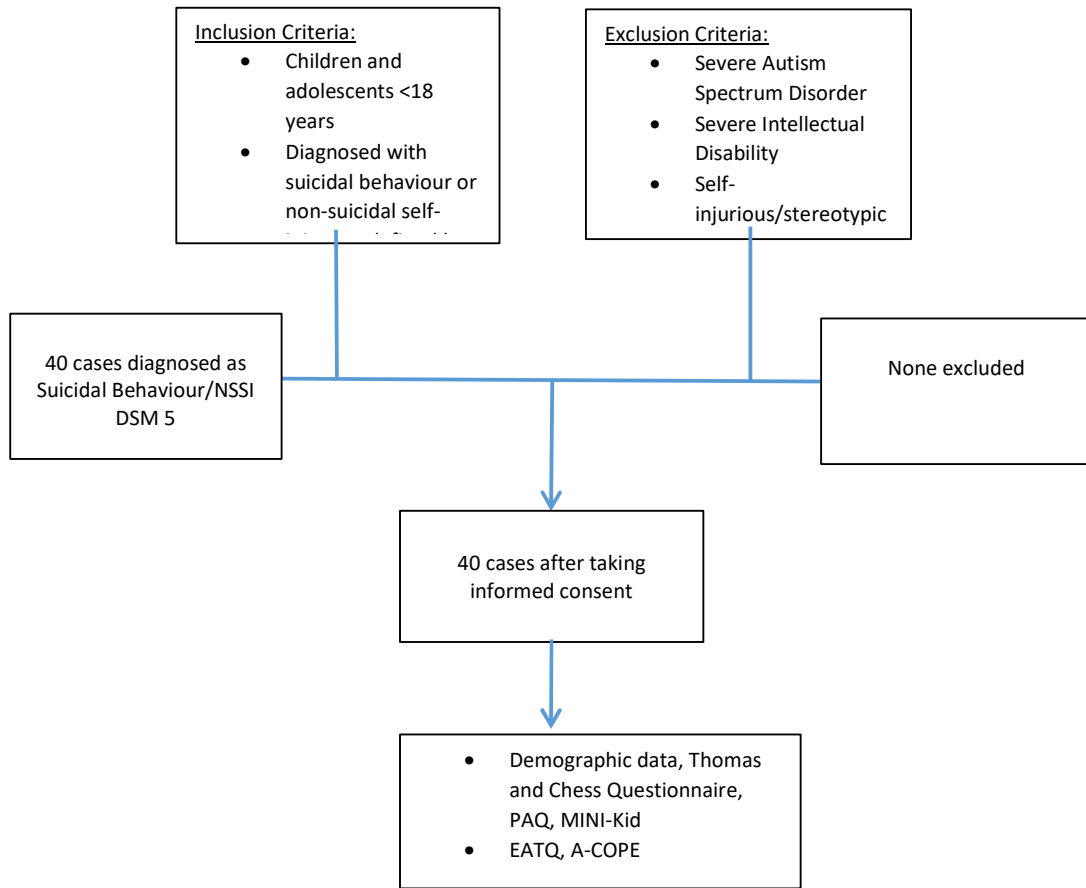 Inclusion Criteria:
• Children and
adolescents <18
years
• Diagnosed with
suicidal behaviour or
non-suicidal self-
Exclusion Criteria:
• Severe Autism
Spectrum Disorder
• Severe Intellectual
Disability
• Self-
injurious/stereotypic
40 cases diagnosed as
Suicidal Behaviour/NSSI
DSM 5
None excluded
40 cases after taking
informed consent
• Demographic data, Thomas
and Chess Questionnaire,
PAQ, MINI-Kid
• EATQ, A-COPE